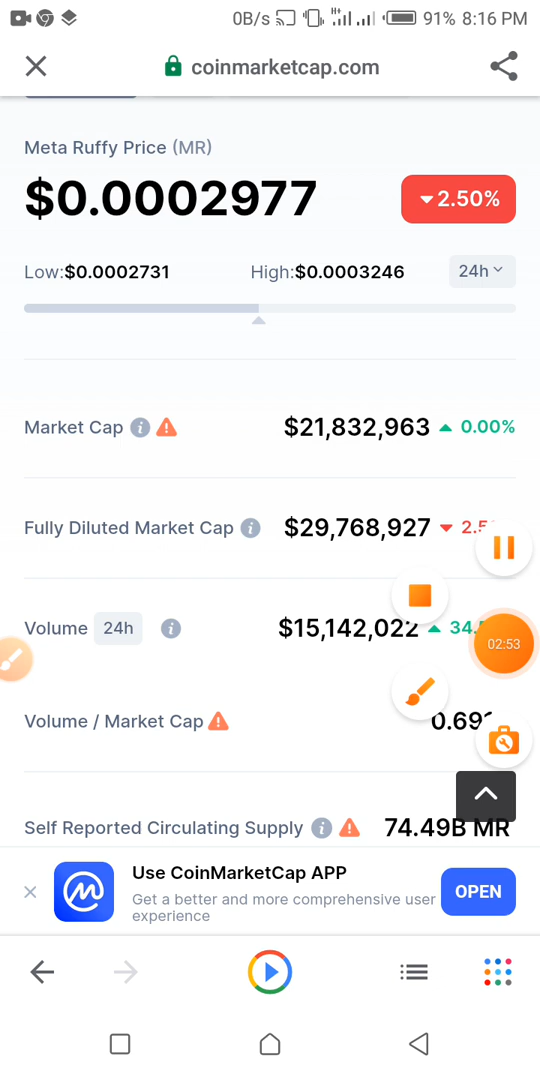 0B/s H+ 91% 8:16 PM
coinmarketcap.com
Meta Ruffy Price (MR)
$0.0002977 2.50%
Low:$0.0002731 High:$0.0003246 24h
Market Cap $21,832,963 0.00%
Fully Diluted Market Cap $29,768,927
Volume 24h $15,142,022
02:53
Volume / Market Cap
Self Reported Circulating Supply 74.49B MR
Use CoinMarketCap APP
Get a better and more comprehensive user
experience
OPEN